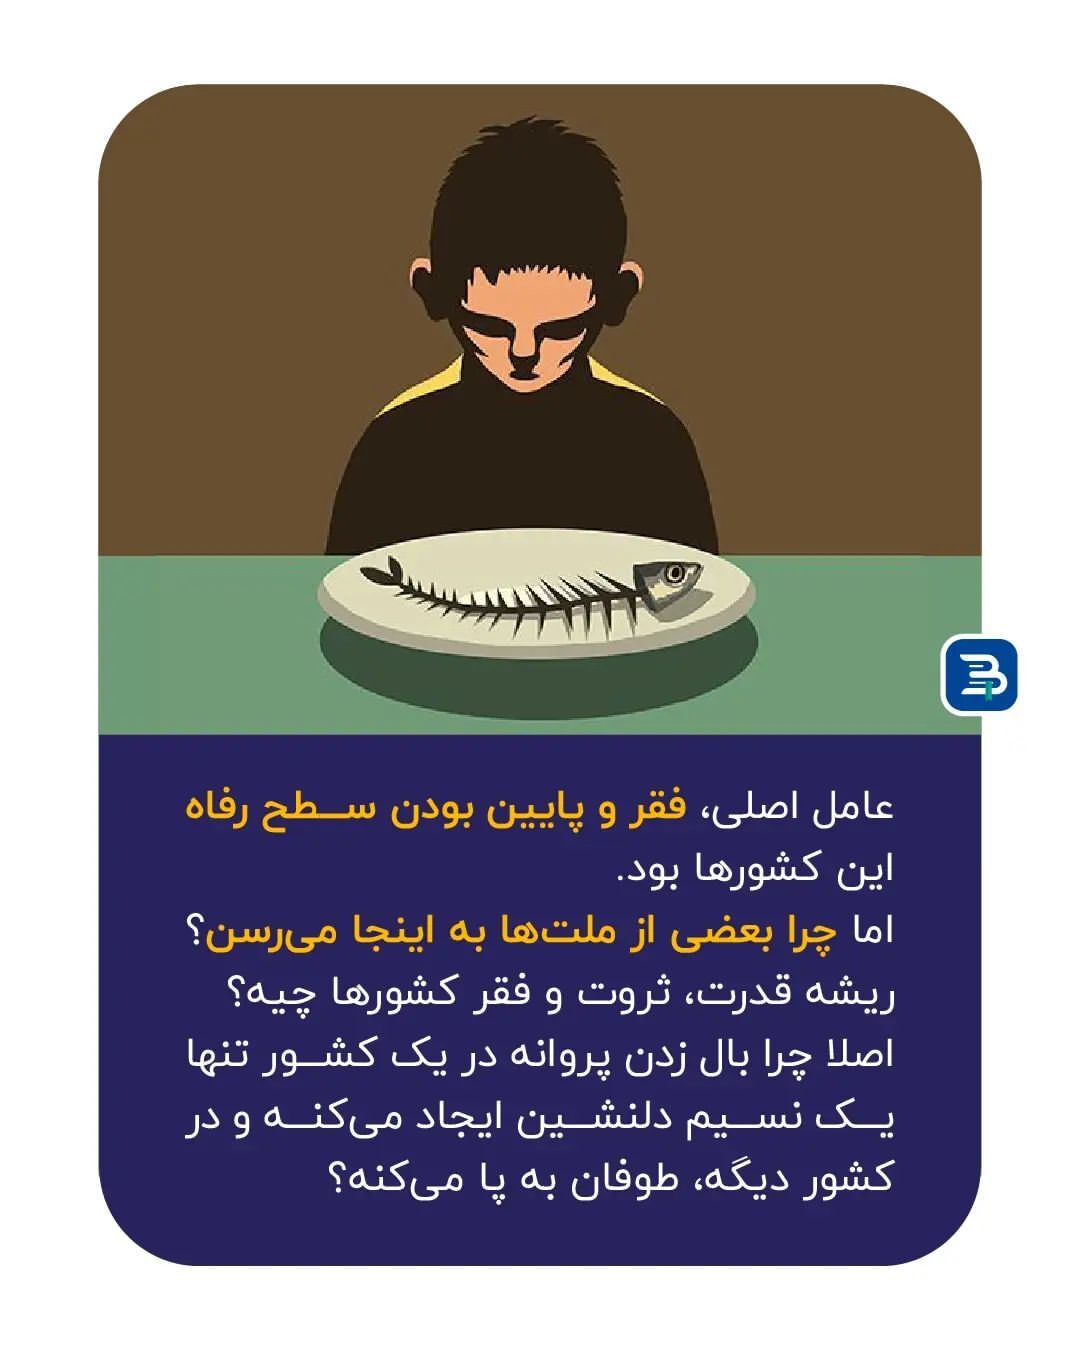 عامل اصلی، فقر و پایین بودن سطح رفاه
این کشورها بود.
اما چرا بعضی از ملت‌ها به اینجا می‌رسن؟
ریشه قدرت، ثروت و فقر کشورها چیه؟
اصلا چرا بال زدن پروانه در یک کشور تنها
یک نسیم دلنشین ایجاد می‌کنه و در
کشور دیگه، طوفان به پا می‌کنه؟